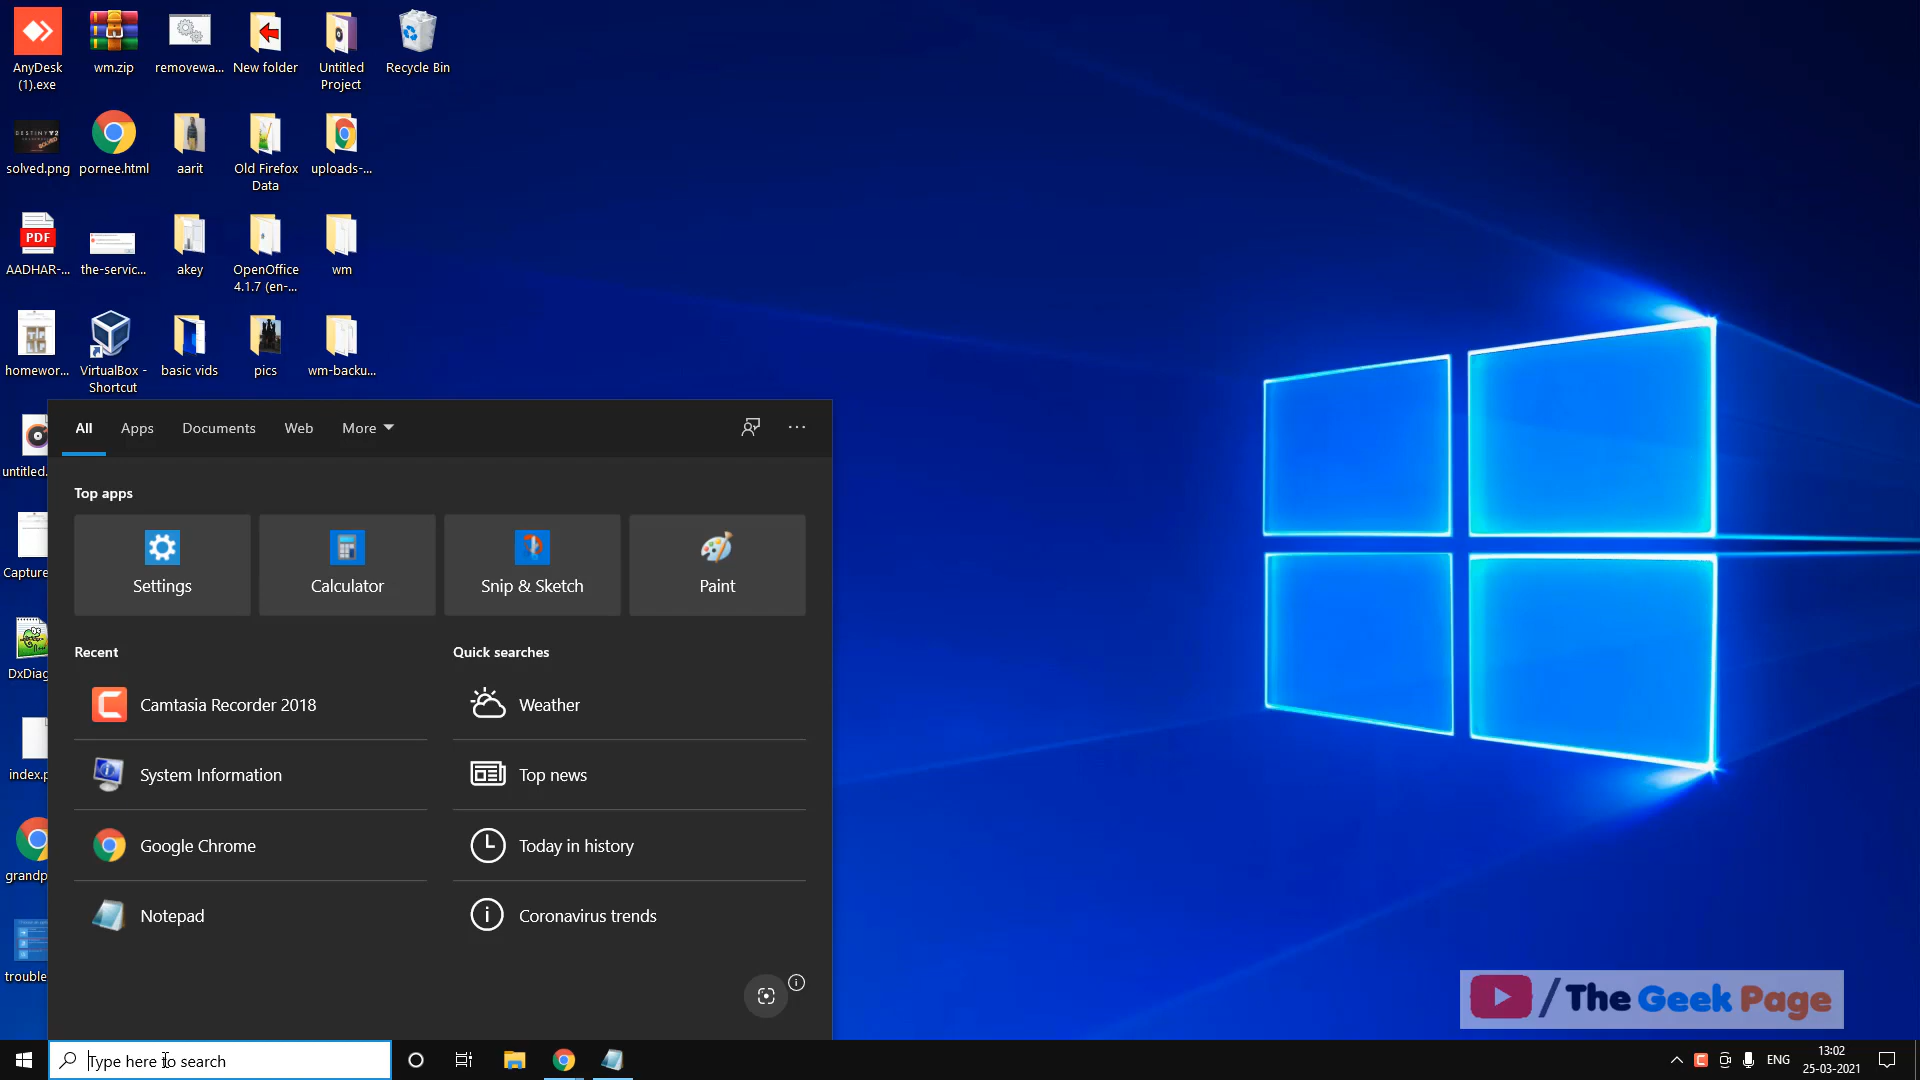 AnyDesk
(1).exe
wm.zip
removewa...
New folder
Untitled
Project
Recycle Bin
solved.png
pornee.html
aarit
Old Firefox
Data
uploads-...
PDF
AADHAR-...
the-servic...
akey
OpenOffice
4.1.7 (en-...
wm
homewor...
VirtualBox -
Shortcut
basic vids
pics
wm-backu...
untitled.
Capture
DxDiag
index.p
grandp
trouble
All
Apps
Documents
Web
More
Top apps
Settings
Calculator
Snip & Sketch
Paint
Recent
Quick searches
Camtasia Recorder 2018
Weather
System Information
Top news
Google Chrome
Today in history
Notepad
Coronavirus trends
/The Geek Page
Type here to search
ENG
13:02
25-03-2021